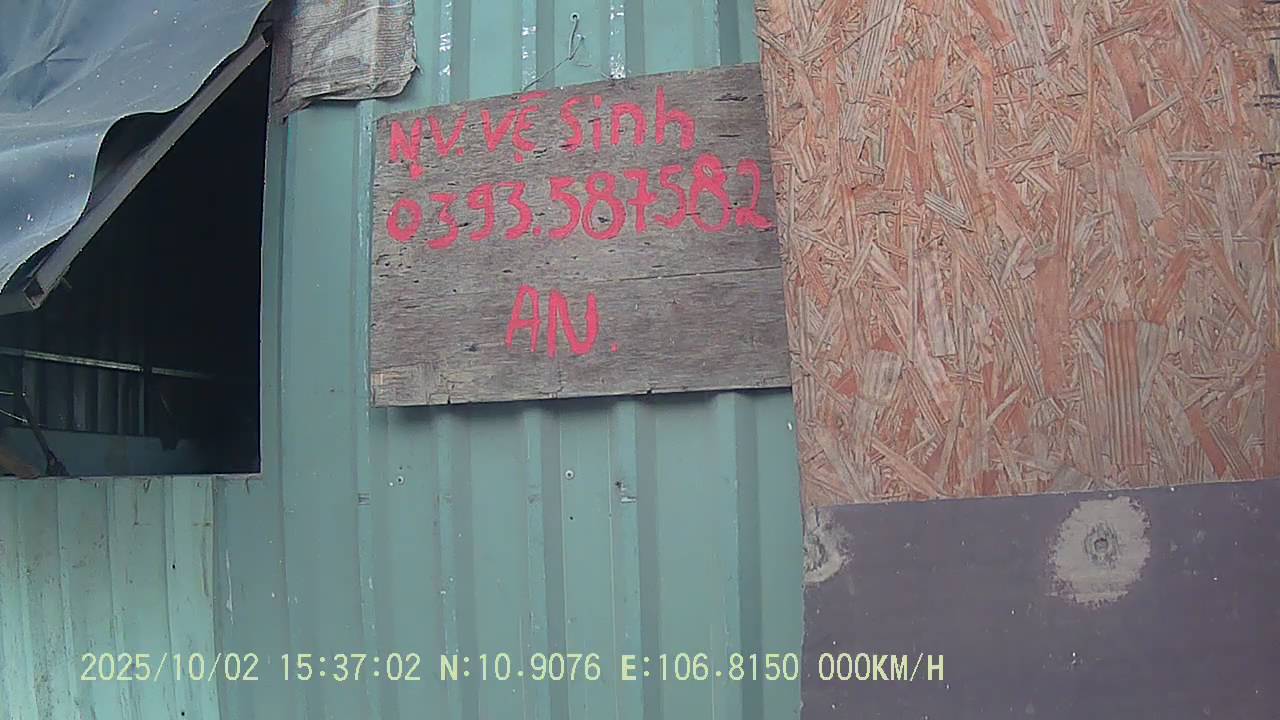 NV.VỆ Sinh
0393.587582
AN.
2025/10/02 15:37:02 N:10.9076 E:106.8150 000KM/H